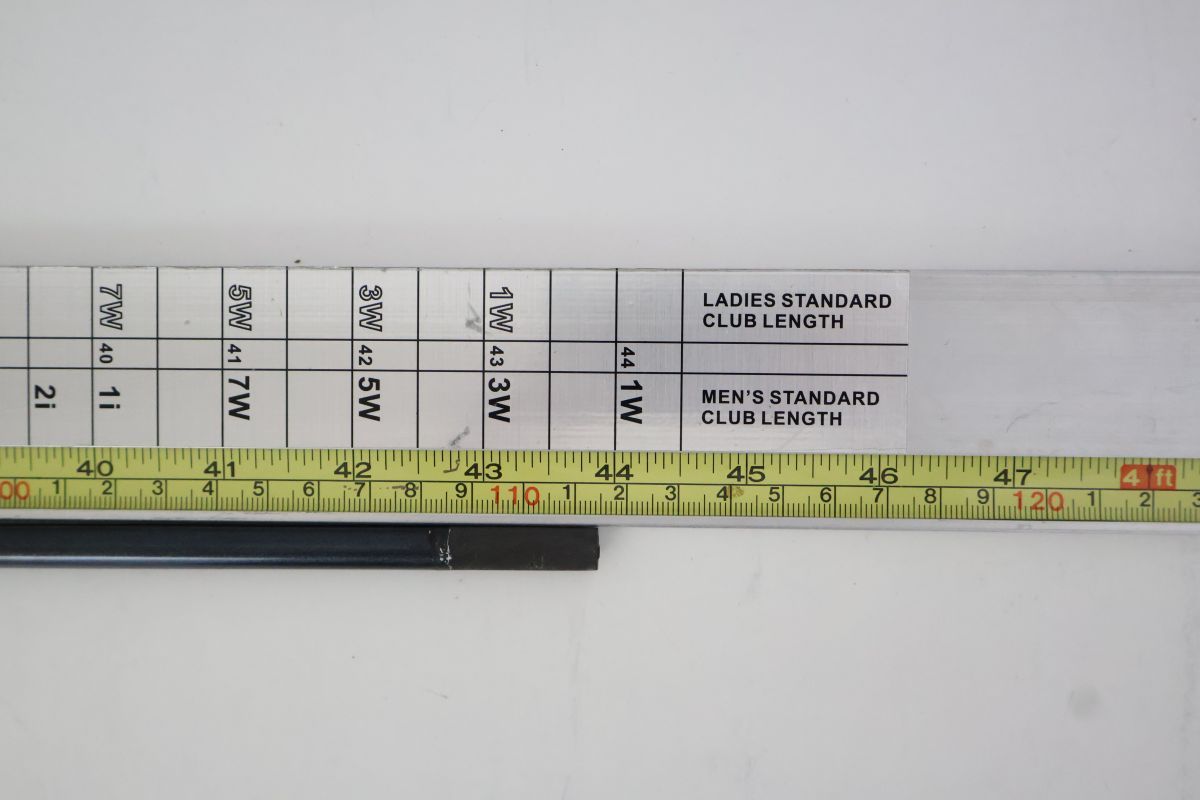 7W 5W 3W 1W LADIES STANDARD
CLUB LENGTH
40 41 42 43 44
2i 1i 7W 5W 3W 1W MEN'S STANDARD
CLUB LENGTH
40 41 42 43 44 45 46 47 4 ft
00 1 2 3 4 5 6 7 8 9 110 1 2 3 4 5 6 7 8 9 120 1 2 3